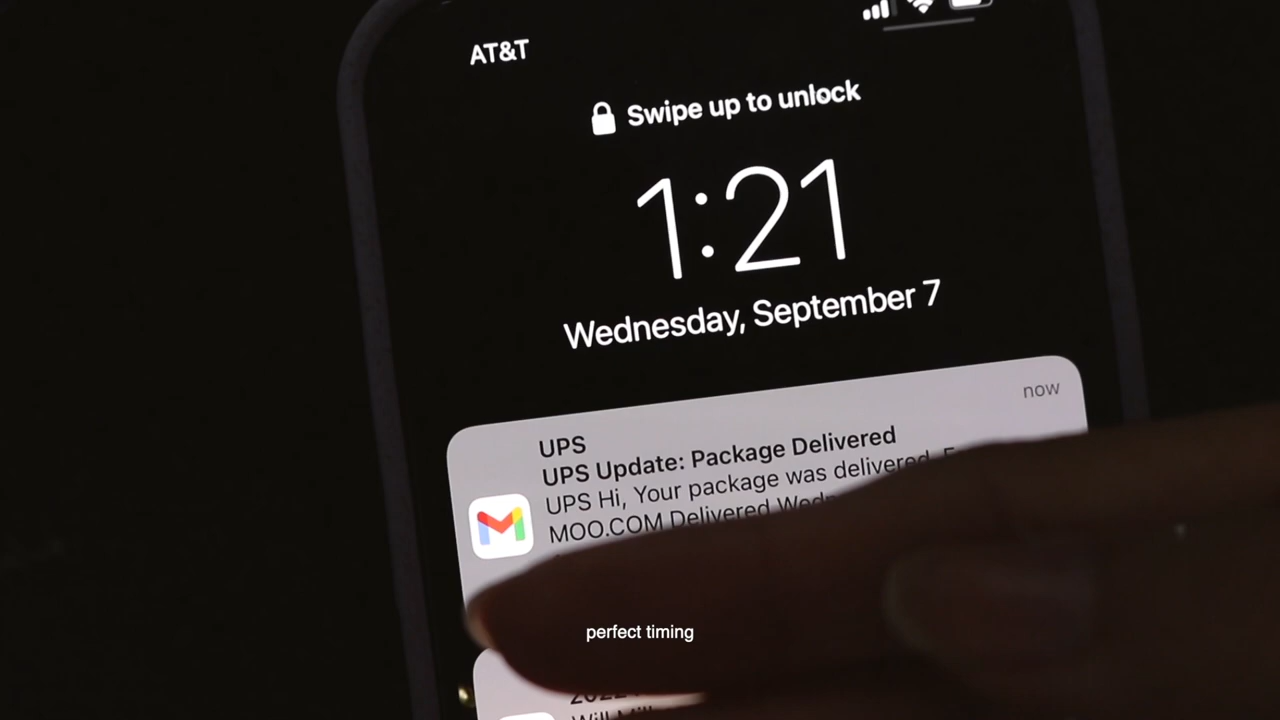 AT&T
Swipe up to unlock
1:21
Wednesday, September 7
now
UPS
UPS Update: Package Delivered
UPS Hi, Your package was delivered.
MOO.COM Delivered
perfect timing